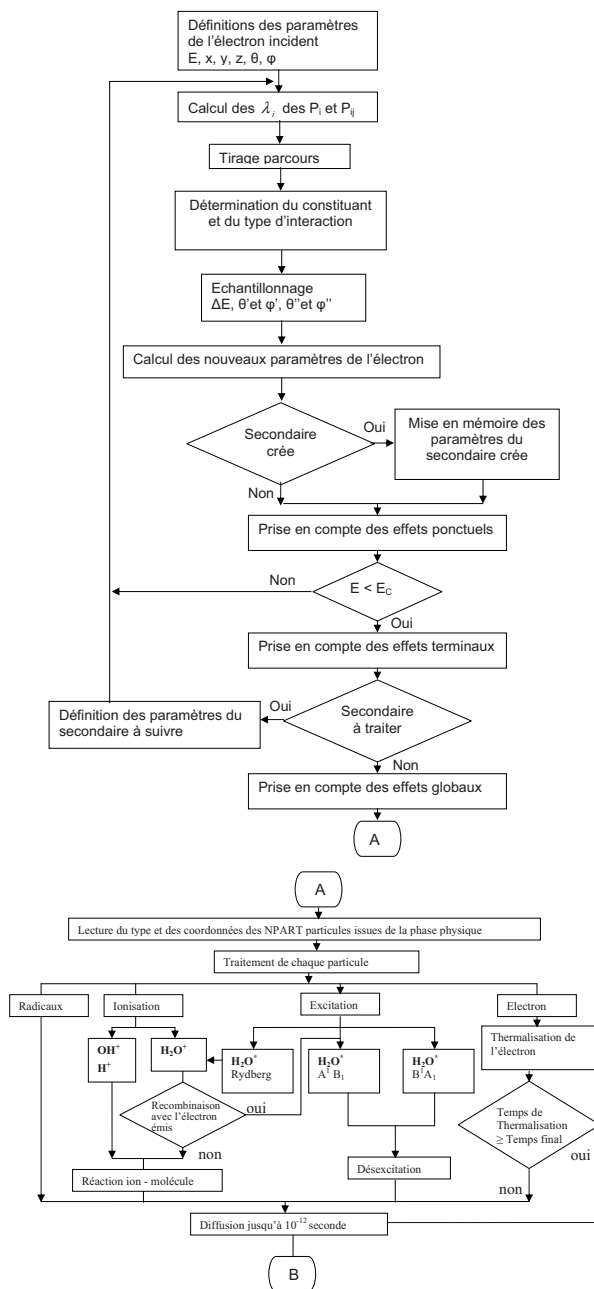 Définitions des paramètres
de l'électron incident
E, x, y, z, θ, φ
Calcul des λi des Pi et Pij
Tirage parcours
Détermination du constituant
et du type d'interaction
Echantillonnage
ΔE, θ'et φ', θ''et φ''
Calcul des nouveaux paramètres de l'électron
Secondaire
crée
Oui
Mise en mémoire des
paramètres du
secondaire crée
Non
Prise en compte des effets ponctuels
Non
E < EC
Oui
Prise en compte des effets terminaux
Définition des paramètres du
secondaire à suivre
Oui
Secondaire
à traiter
Non
Prise en compte des effets globaux
A
A
Lecture du type et des coordonnées des NPART particules issues de la phase physique
Traitement de chaque particule
Radicaux
Ionisation
Excitation
Electron
OH+
H+
H2O+
H2O*
Rydberg
H2O*
A1 B1
H2O*
B1A1
Thermalisation de
l'électron
Recombinaison
avec l'électron
émis
oui
non
Temps de
Thermalisation
≥ Temps final
oui
non
Réaction ion - molécule
Désexcitation
Diffusion jusqu'à 10-12 seconde
B